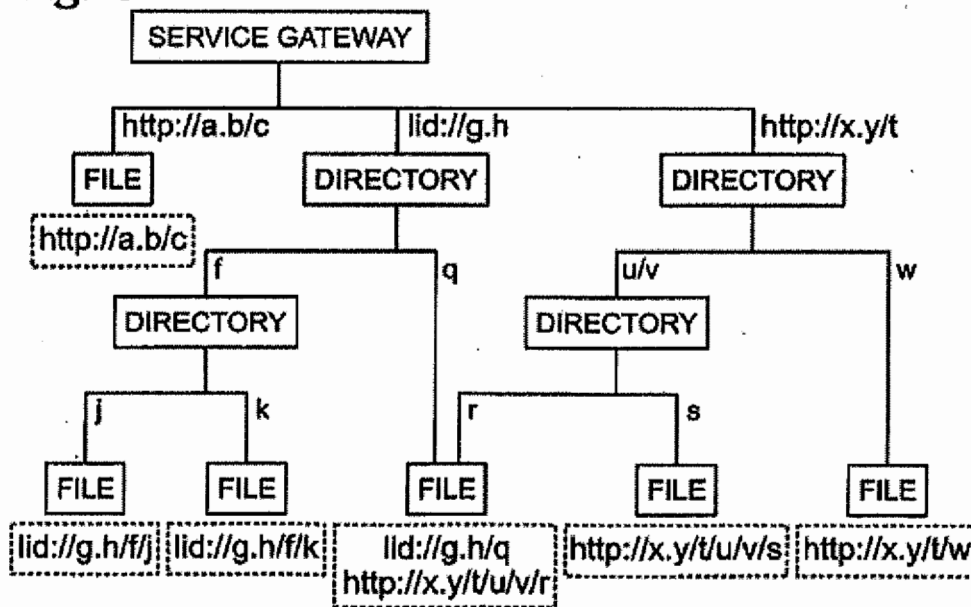 SERVICE GATEWAY
http://a.b/c
lid://g.h
http://x.y/t
FILE
DIRECTORY
DIRECTORY
http://a.b/c
f
q
u/v
w
DIRECTORY
DIRECTORY
j
k
r
s
FILE
FILE
FILE
FILE
FILE
lid://g.h/f/j
lid://g.h/f/k
lid://g.h/q
http://x.y/t/u/v/r
http://x.y/t/u/v/s
http://x.y/t/w